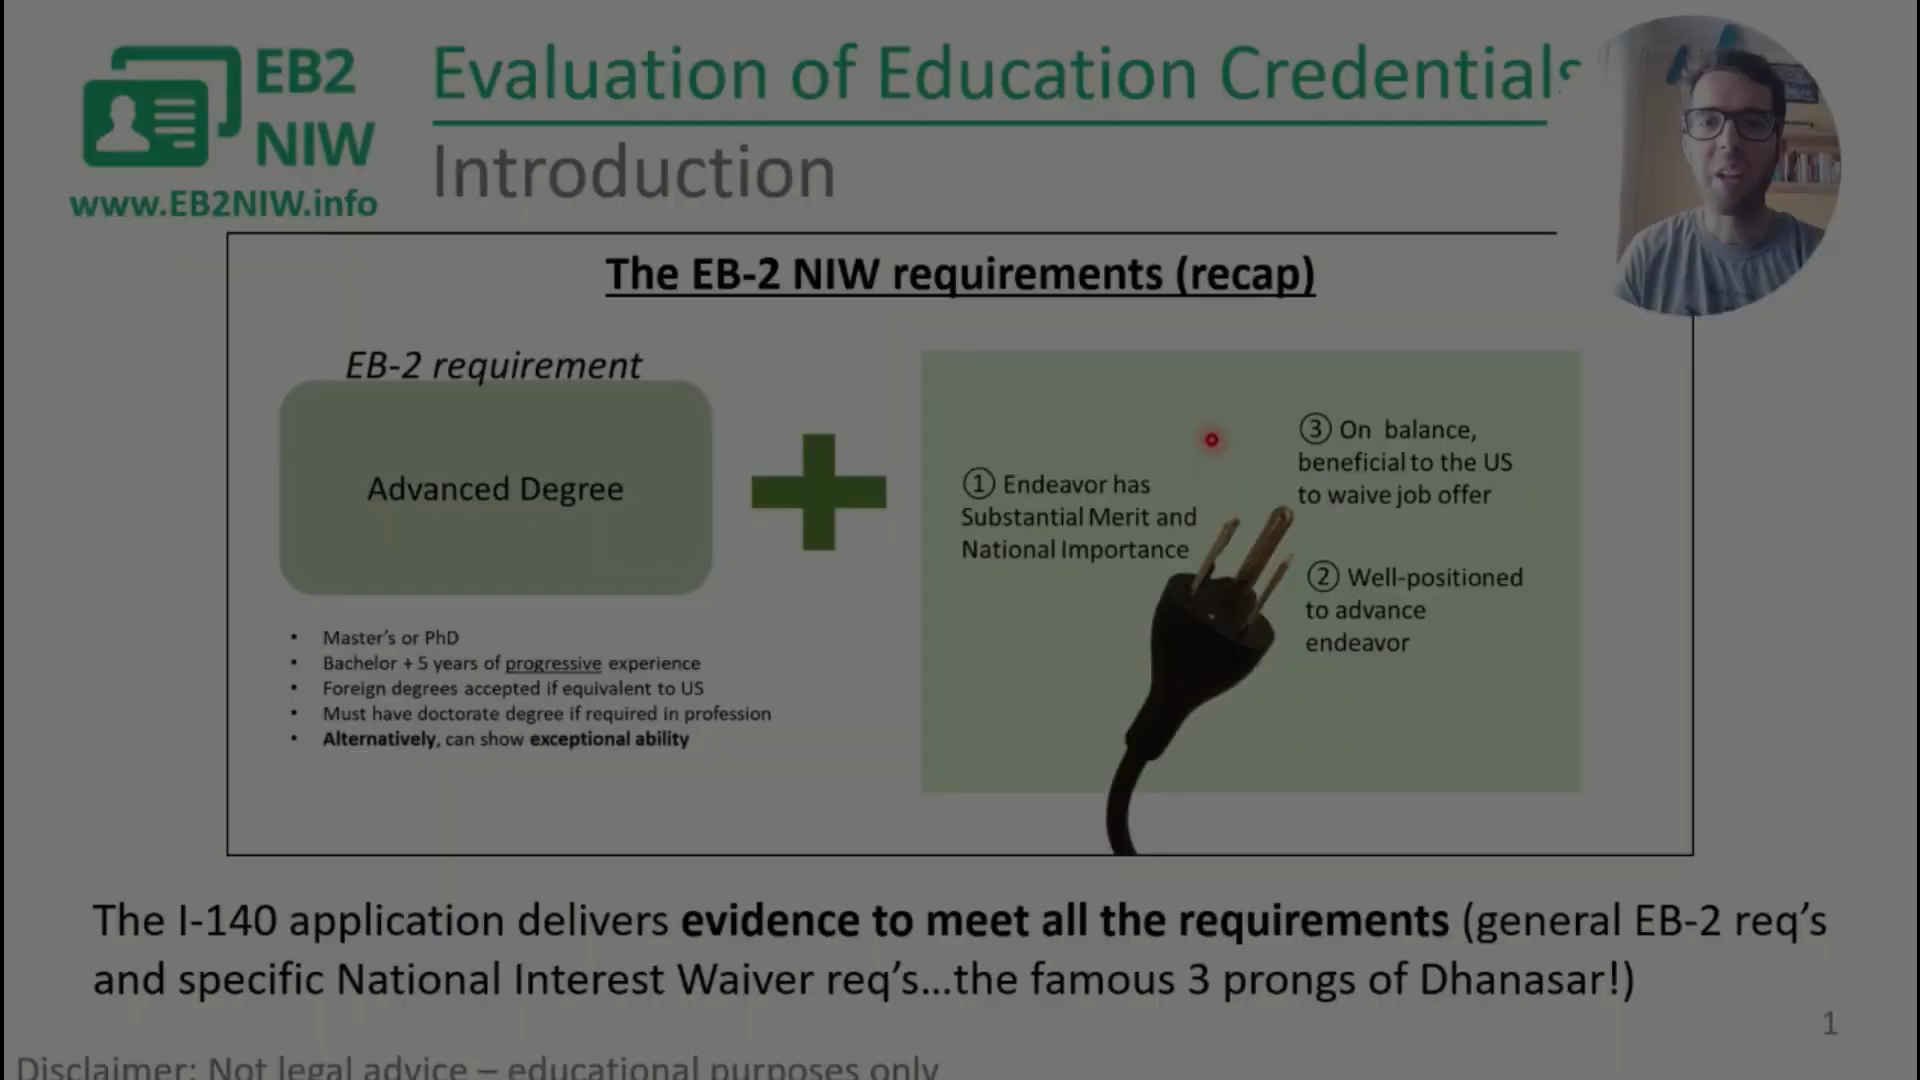 EB2
NIW
www.EB2NIW.info
Evaluation of Education Credentials
Introduction
The EB-2 NIW requirements (recap)
EB-2 requirement
Advanced Degree
• Master's or PhD
• Bachelor + 5 years of progressive experience
• Foreign degrees accepted if equivalent to US
• Must have doctorate degree if required in profession
• Alternatively, can show exceptional ability
① Endeavor has
Substantial Merit and
National Importance
③ On balance,
beneficial to the US
to waive job offer
② Well-positioned
to advance
endeavor
The I-140 application delivers evidence to meet all the requirements (general EB-2 req's
and specific National Interest Waiver req's...the famous 3 prongs of Dhanasar!)
1
Disclaimer: Not legal advice – educational purposes only